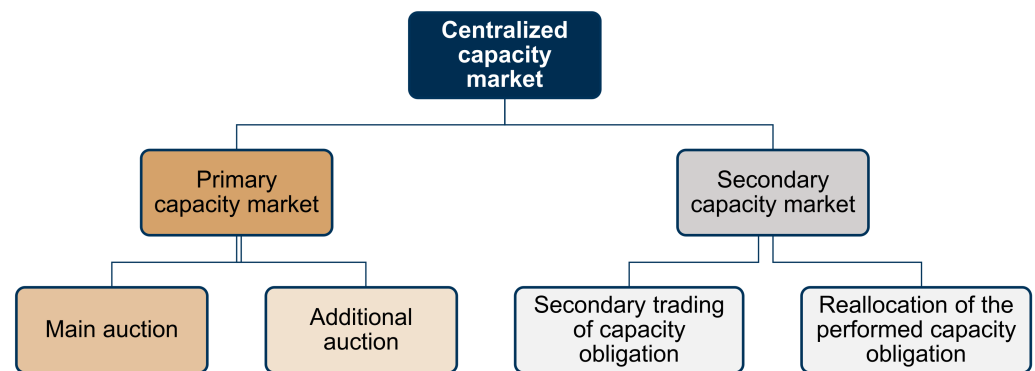 Centralized
capacity
market
Primary
capacity market
Secondary
capacity market
Main auction
Additional
auction
Secondary trading
of capacity
obligation
Reallocation of the
performed capacity
obligation